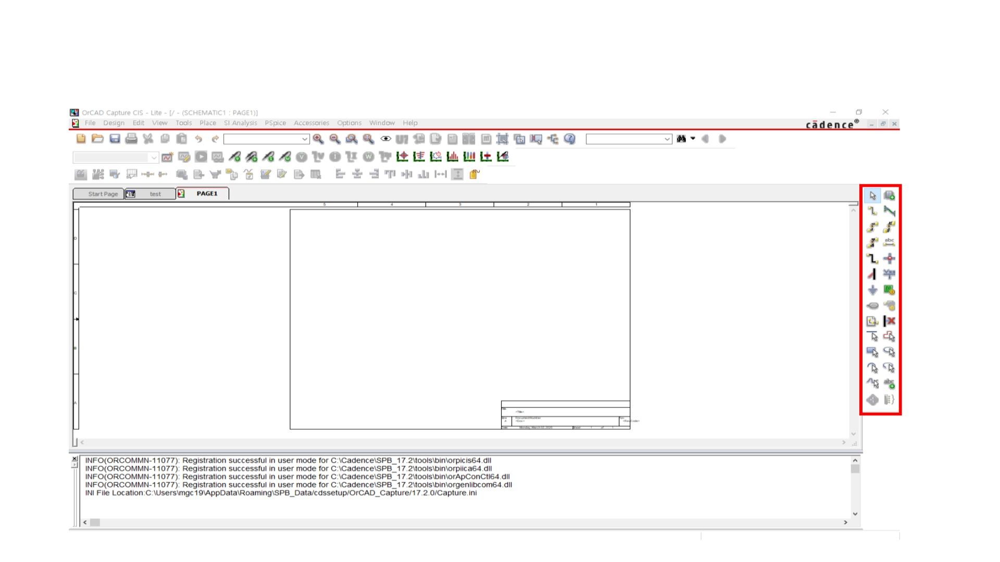 OrCAD Capture CIS - Lite - [/ - (SCHEMATIC1 : PAGE1)]
File Design Edit View Tools Place SI Analysis PSpice Accessories Options Window Help
cādence®
U?
V I W
Start Page test PAGE1
5 4 3 2 1
D
C
B
A
abc
abc
Title
<Title>
Size Document Number Rev
A <Doc> <RevCode>
Date: Monday, March 02, 2020 Sheet 1 of 1
INFO(ORCOMMN-11077): Registration successful in user mode for C:\Cadence\SPB_17.2\tools\bin\orpicis64.dll
INFO(ORCOMMN-11077): Registration successful in user mode for C:\Cadence\SPB_17.2\tools\bin\orpiica64.dll
INFO(ORCOMMN-11077): Registration successful in user mode for C:\Cadence\SPB_17.2\tools\bin\orApConCtl64.dll
INFO(ORCOMMN-11077): Registration successful in user mode for C:\Cadence\SPB_17.2\tools\bin\orgenlibcom64.dll
INI File Location:C:\Users\mgc19\AppData\Roaming\SPB_Data/cdssetup/OrCAD_Capture/17.2.0/Capture.ini